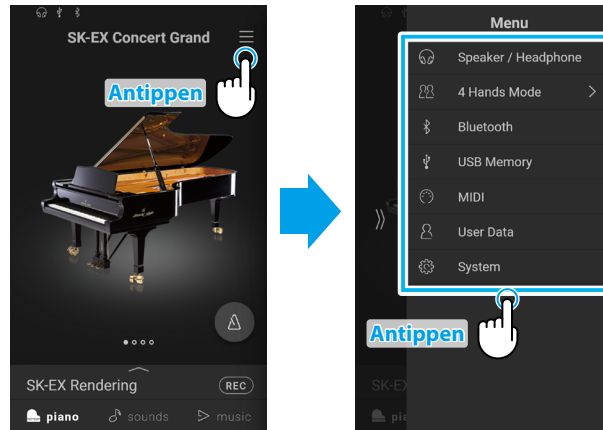 SK-EX Concert Grand
Antippen
SK-EX Rendering
REC
piano
sounds
music
Menu
Speaker / Headphone
4 Hands Mode
Bluetooth
USB Memory
MIDI
User Data
System
Antippen
SK-EX
pia